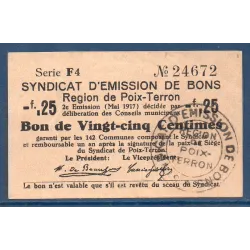 Serie F4 № 24672
SYNDICAT D'EMISSION DE BONS
Region de Poix-Terron
-f.25 2e Emission (Mai 1917) décidée par -f.25
délibération des Conseils municipaux
Bon de Vingt-cinq Centimes
garanti par les 142 Communes composant le Syndicat et
remboursable un an après la signature de la paix au Siège
du Syndicat de Poix-Terron.
Le Président: Le Vice-Président:
Le bon n'est valable que s'il est revêtu du sceau du Syndicat
EMISSION DE BONS
REGION
POIX-
TERRON